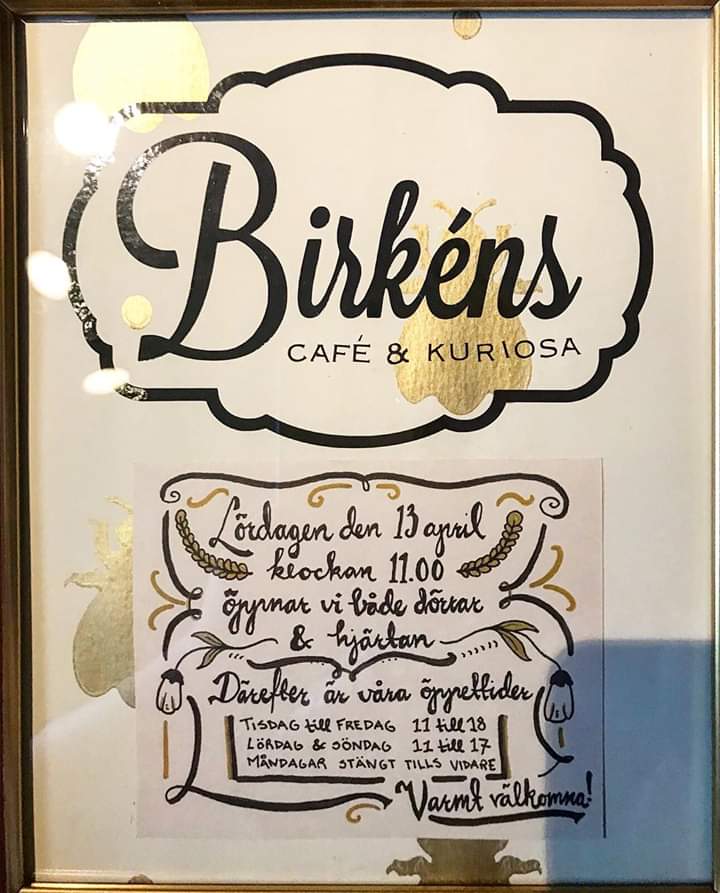 Birkéns
CAFÉ & KURIOSA
Lördagen den 13 april
klockan 11.00
öppnar vi både dörrar
& hjärtan
Därefter är våra öppettider
TISDAG till FREDAG 11 till 18
LÖRDAG & SÖNDAG 11 till 17
MÅNDAGAR STÄNGT TILLS VIDARE
Varmt välkomna!